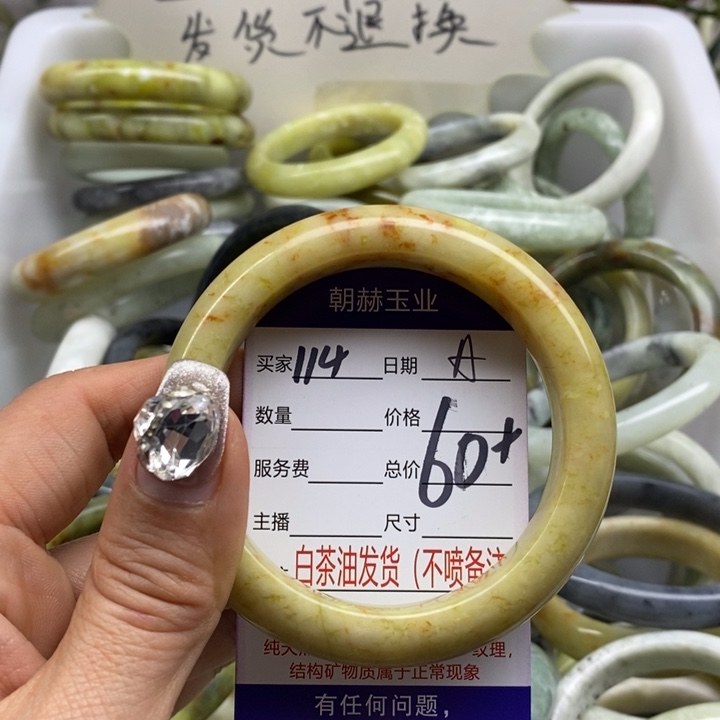 发货不退换
朝赫玉业
买家 114 日期 A
数量 价格
服务费 总价 60+
主播 尺寸
白茶油发货（不喷备注
纹理，
结构矿物质属于正常现象
有任何问题，